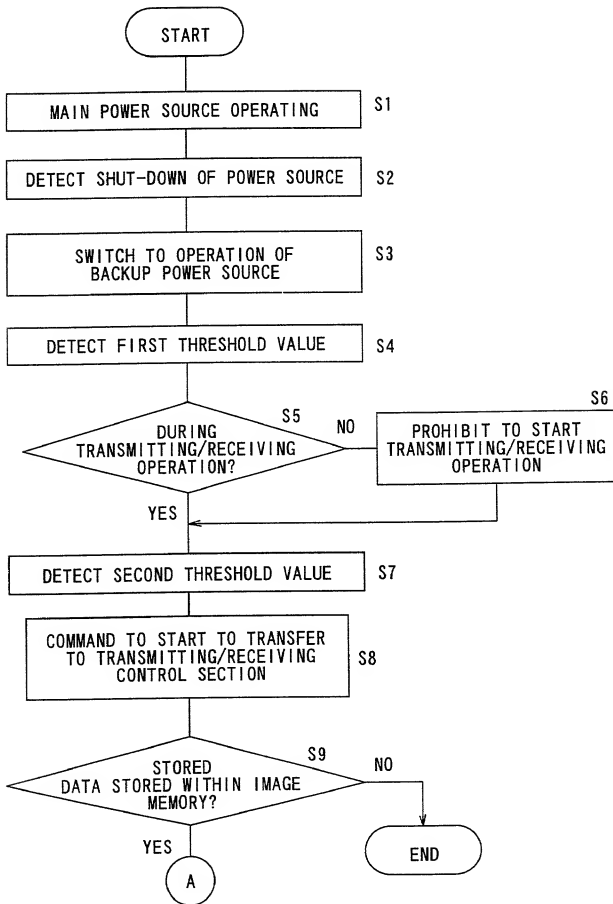 START
MAIN POWER SOURCE OPERATING S1
DETECT SHUT-DOWN OF POWER SOURCE S2
SWITCH TO OPERATION OF
BACKUP POWER SOURCE
S3
DETECT FIRST THRESHOLD VALUE S4
S5
DURING
TRANSMITTING/RECEIVING
OPERATION?
NO
S6
PROHIBIT TO START
TRANSMITTING/RECEIVING
OPERATION
YES
DETECT SECOND THRESHOLD VALUE S7
COMMAND TO START TO TRANSFER
TO TRANSMITTING/RECEIVING
CONTROL SECTION
S8
S9
STORED
DATA STORED WITHIN IMAGE
MEMORY?
NO
YES
END
A